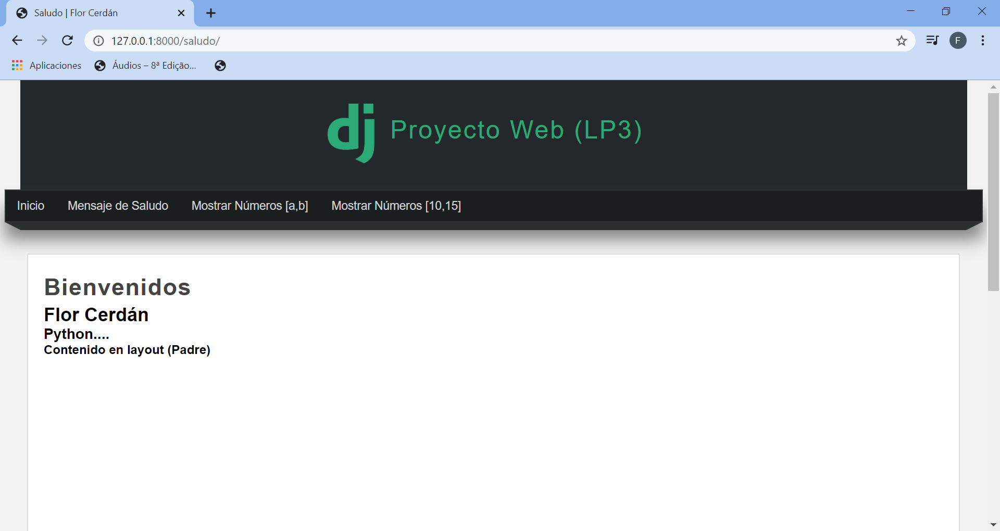 Saludo | Flor Cerdán
127.0.0.1:8000/saludo/
F
Aplicaciones
Áudios – 8ª Edição...
dj Proyecto Web (LP3)
Inicio Mensaje de Saludo Mostrar Números [a,b] Mostrar Números [10,15]
Bienvenidos
Flor Cerdán
Python....
Contenido en layout (Padre)